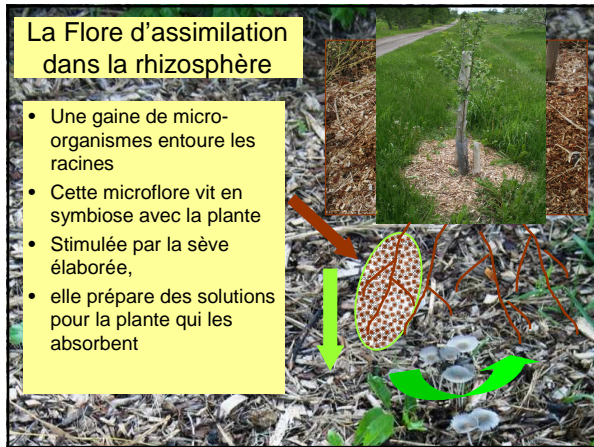 La Flore d'assimilation
dans la rhizosphère
• Une gaine de micro-
organismes entoure les
racines
• Cette microflore vit en
symbiose avec la plante
• Stimulée par la sève
élaborée,
• elle prépare des solutions
pour la plante qui les
absorbent